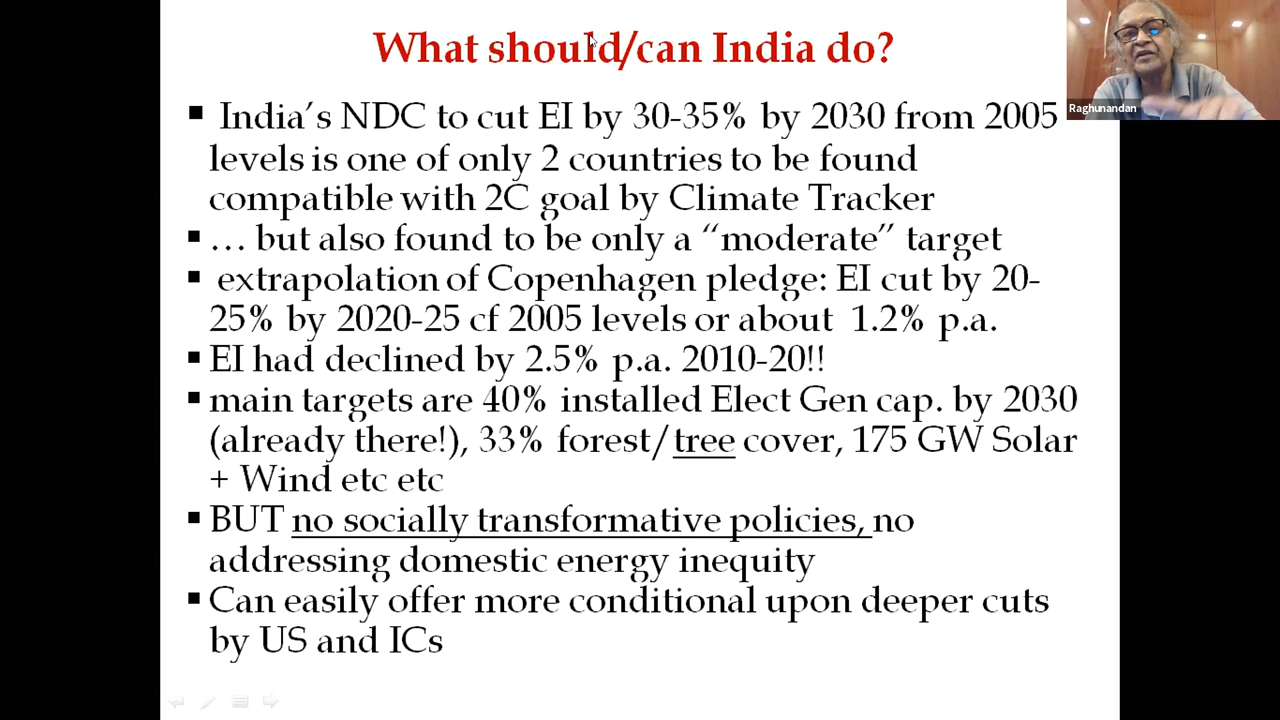 What should/can India do?
Raghunandan
▪ India's NDC to cut EI by 30-35% by 2030 from 2005
levels is one of only 2 countries to be found
compatible with 2C goal by Climate Tracker
▪ … but also found to be only a “moderate” target
▪ extrapolation of Copenhagen pledge: EI cut by 20-
25% by 2020-25 cf 2005 levels or about 1.2% p.a.
▪ EI had declined by 2.5% p.a. 2010-20!!
▪ main targets are 40% installed Elect Gen cap. by 2030
(already there!), 33% forest/tree cover, 175 GW Solar
+ Wind etc etc
▪ BUT no socially transformative policies, no
addressing domestic energy inequity
▪ Can easily offer more conditional upon deeper cuts
by US and ICs